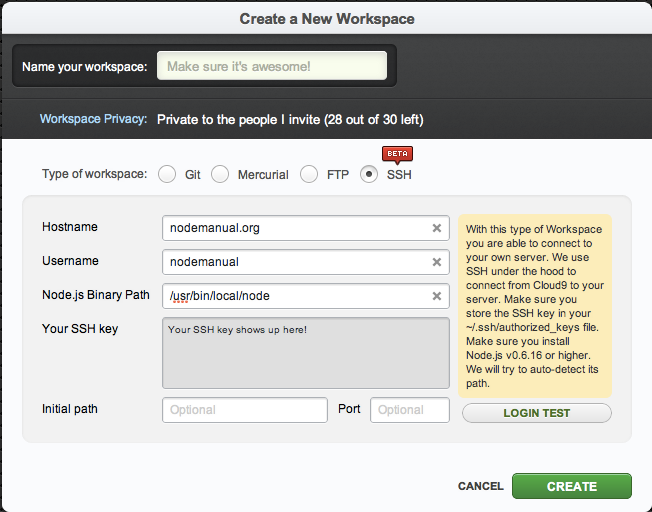 Create a New Workspace
Name your workspace: Make sure it's awesome!
Workspace Privacy: Private to the people I invite (28 out of 30 left)
BETA
Type of workspace: Git Mercurial FTP SSH
Hostname nodemanual.org
Username nodemanual
Node.js Binary Path /usr/bin/local/node
Your SSH key Your SSH key shows up here!
Initial path Optional Port Optional
With this type of Workspace
you are able to connect to
your own server. We use
SSH under the hood to
connect from Cloud9 to your
server. Make sure you
store the SSH key in your
~/.ssh/authorized_keys file.
Make sure you install
Node.js v0.6.16 or higher.
We will try to auto-detect its
path.
LOGIN TEST
CANCEL CREATE